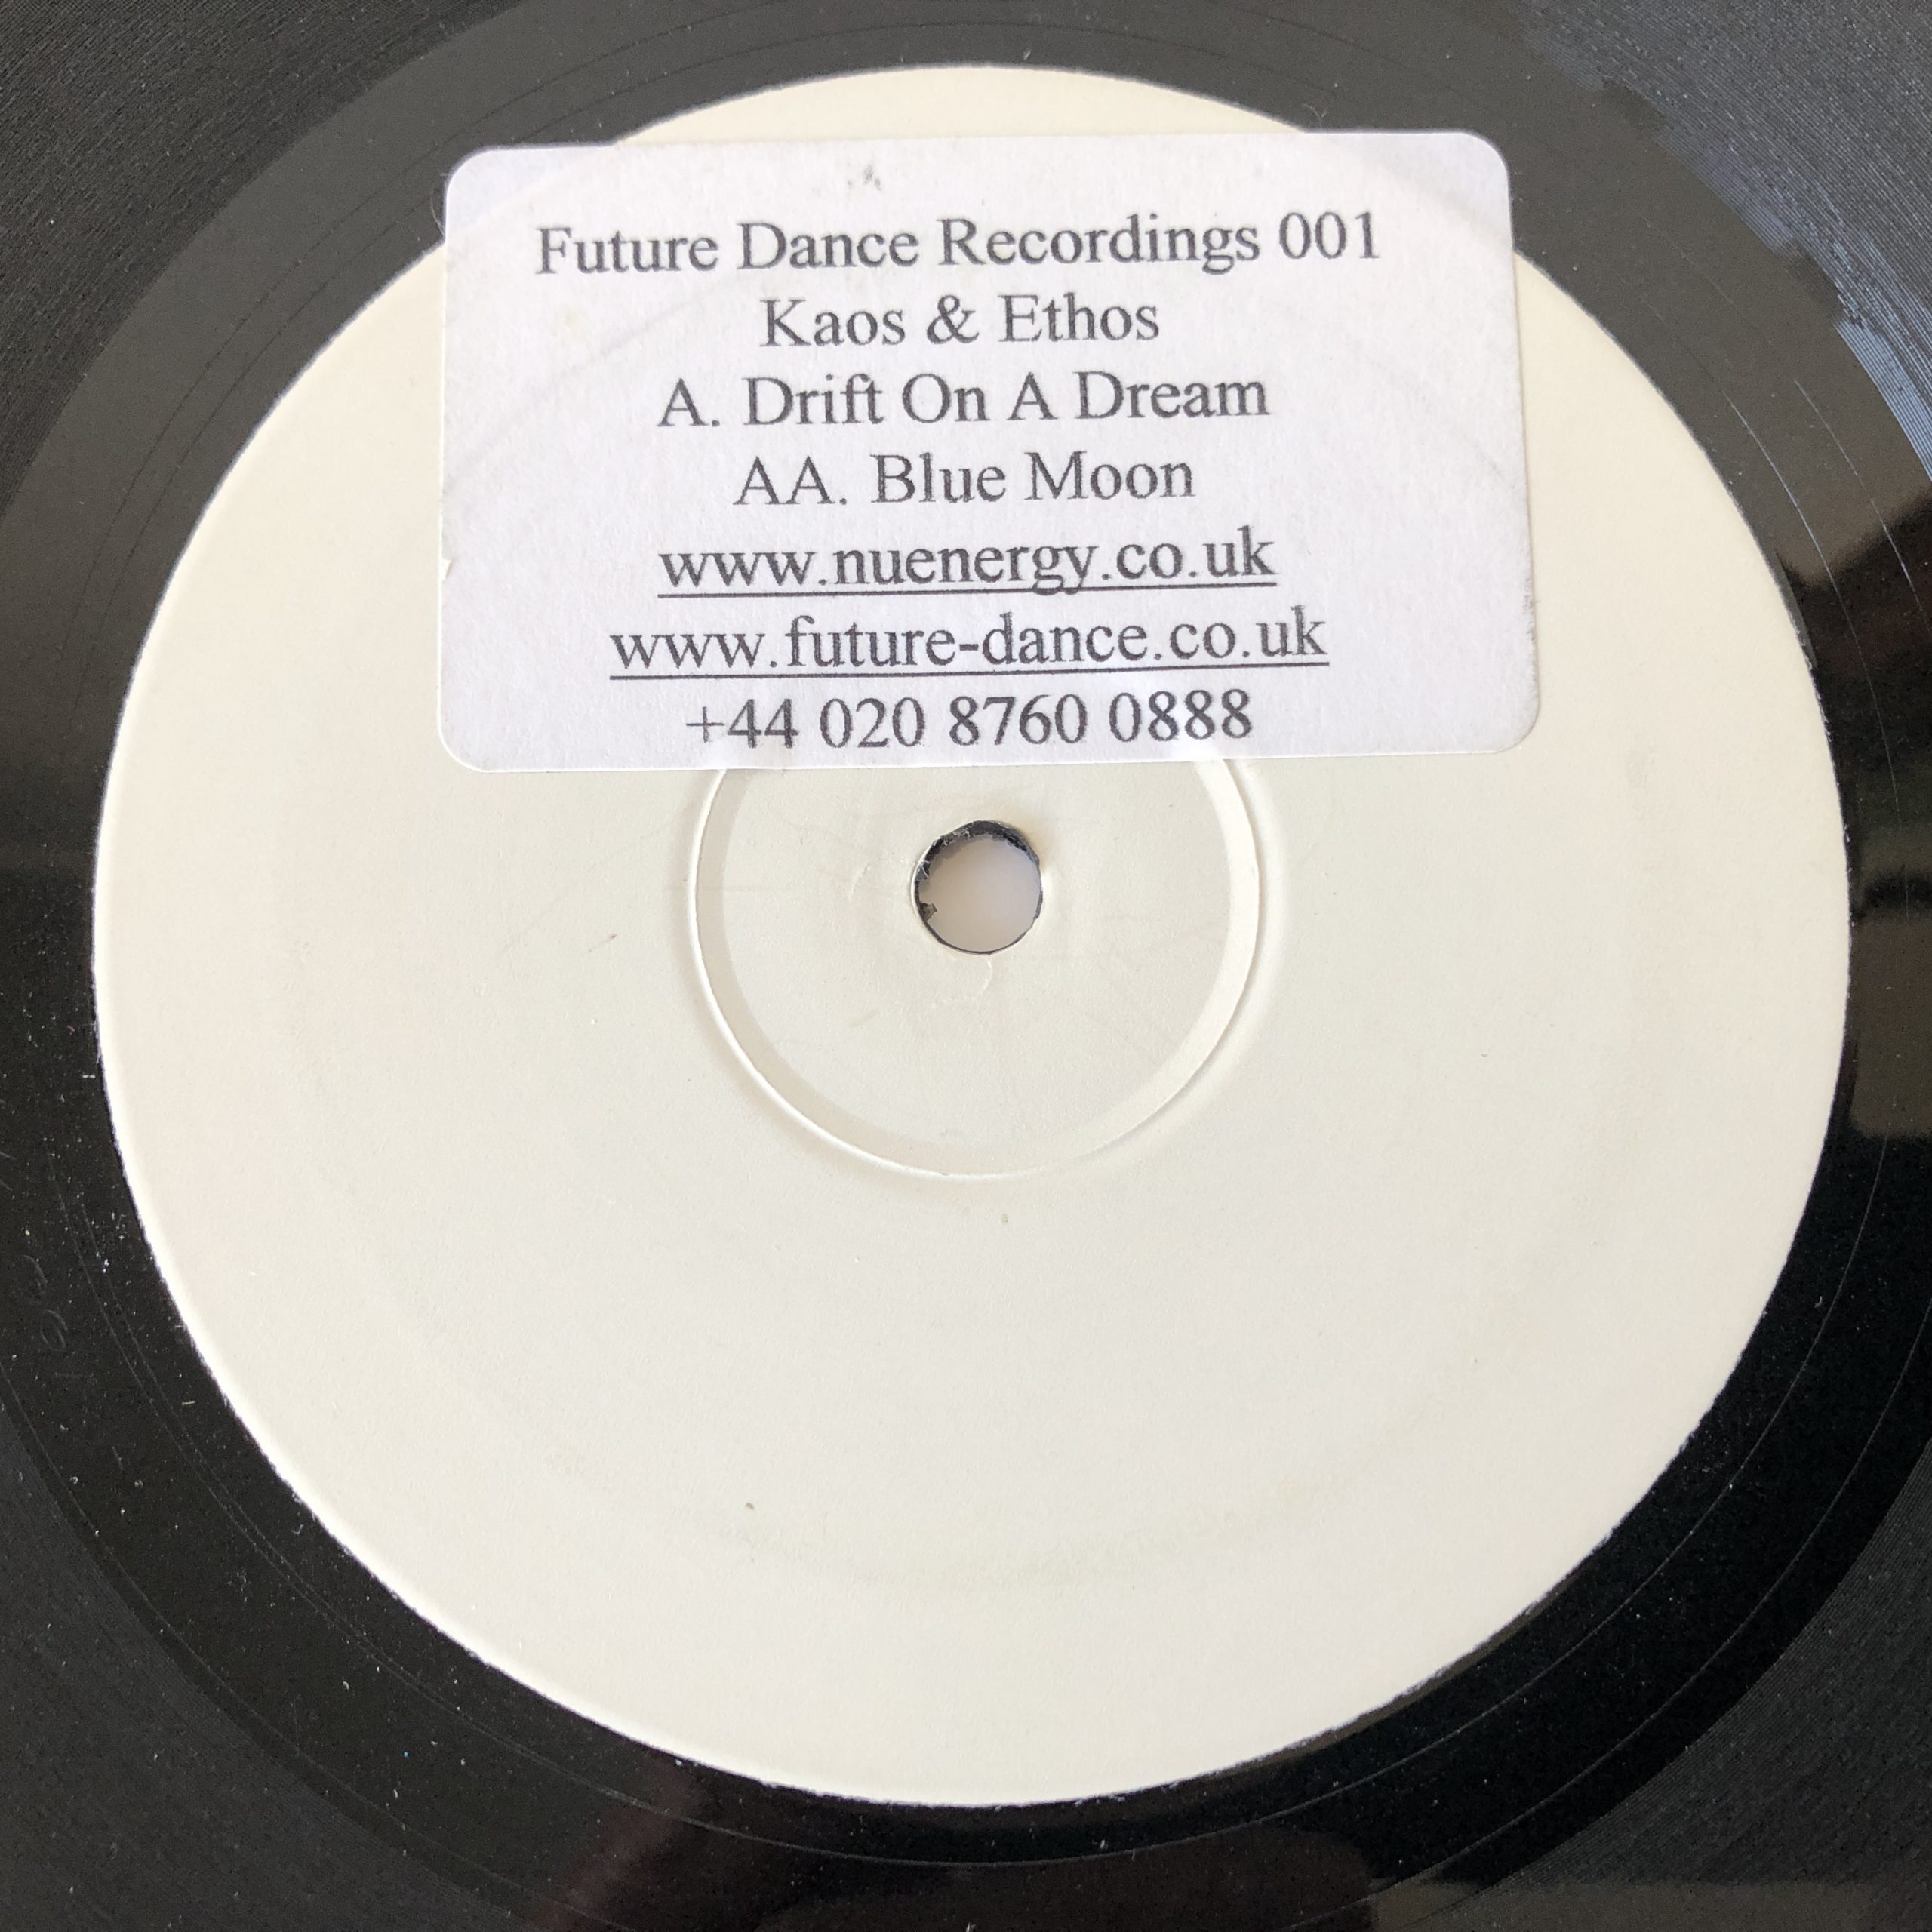 Future Dance Recordings 001
Kaos & Ethos
A. Drift On A Dream
AA. Blue Moon
www.nuenergy.co.uk
www.future-dance.co.uk
+44 020 8760 0888